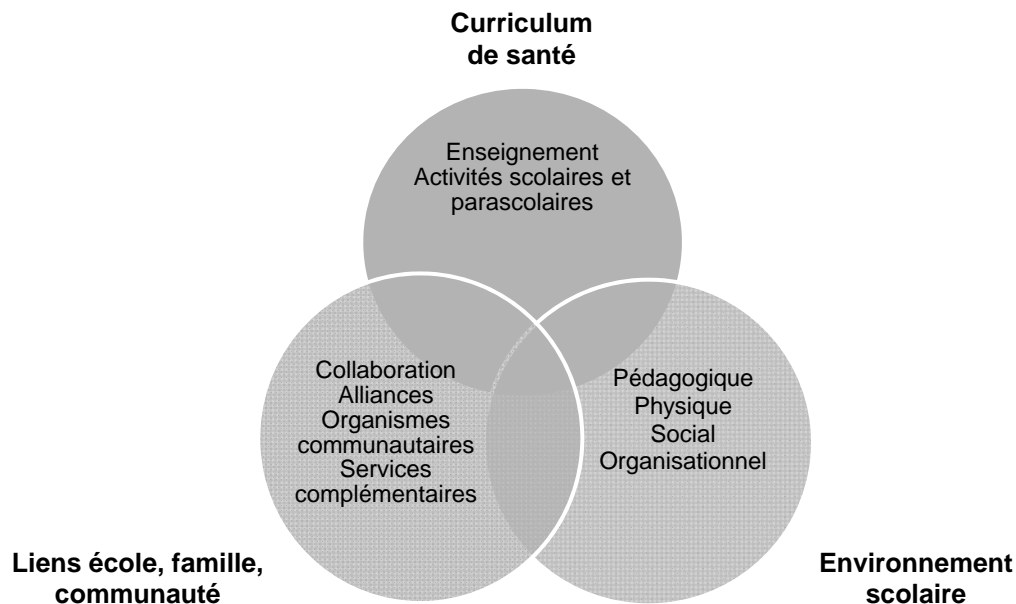 Curriculum
de santé
Enseignement
Activités scolaires et
parascolaires
Collaboration
Alliances
Organismes
communautaires
Services
complémentaires
Pédagogique
Physique
Social
Organisationnel
Liens école, famille,
communauté
Environnement
scolaire